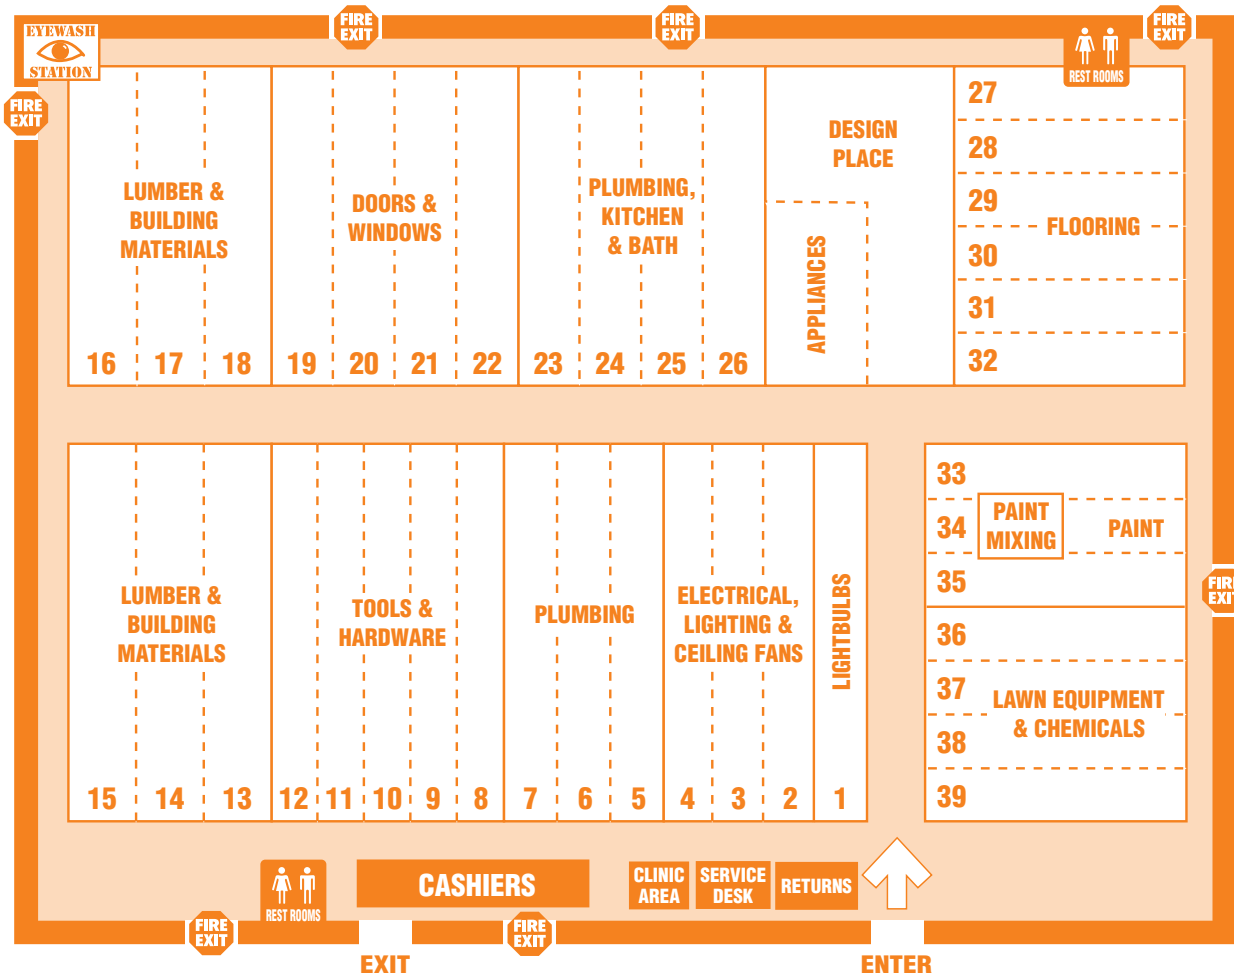 EYEWASH
STATION
FIRE
EXIT
FIRE
EXIT
FIRE
EXIT
REST ROOMS
FIRE
EXIT
LUMBER &
BUILDING
MATERIALS
16 17 18
DOORS &
WINDOWS
19 20 21 22
PLUMBING,
KITCHEN
& BATH
23 24 25 26
DESIGN
PLACE
APPLIANCES
27
28
29
FLOORING
30
31
32
LUMBER &
BUILDING
MATERIALS
15 14 13
TOOLS &
HARDWARE
12 11 10 9 8
PLUMBING
7 6 5
ELECTRICAL,
LIGHTING &
CEILING FANS
4 3 2
LIGHTBULBS
1
33
34
PAINT
MIXING
PAINT
35
36
37
LAWN EQUIPMENT
& CHEMICALS
38
39
FIRE
EXIT
REST ROOMS
CASHIERS
CLINIC
AREA
SERVICE
DESK
RETURNS
FIRE
EXIT
FIRE
EXIT
EXIT
ENTER